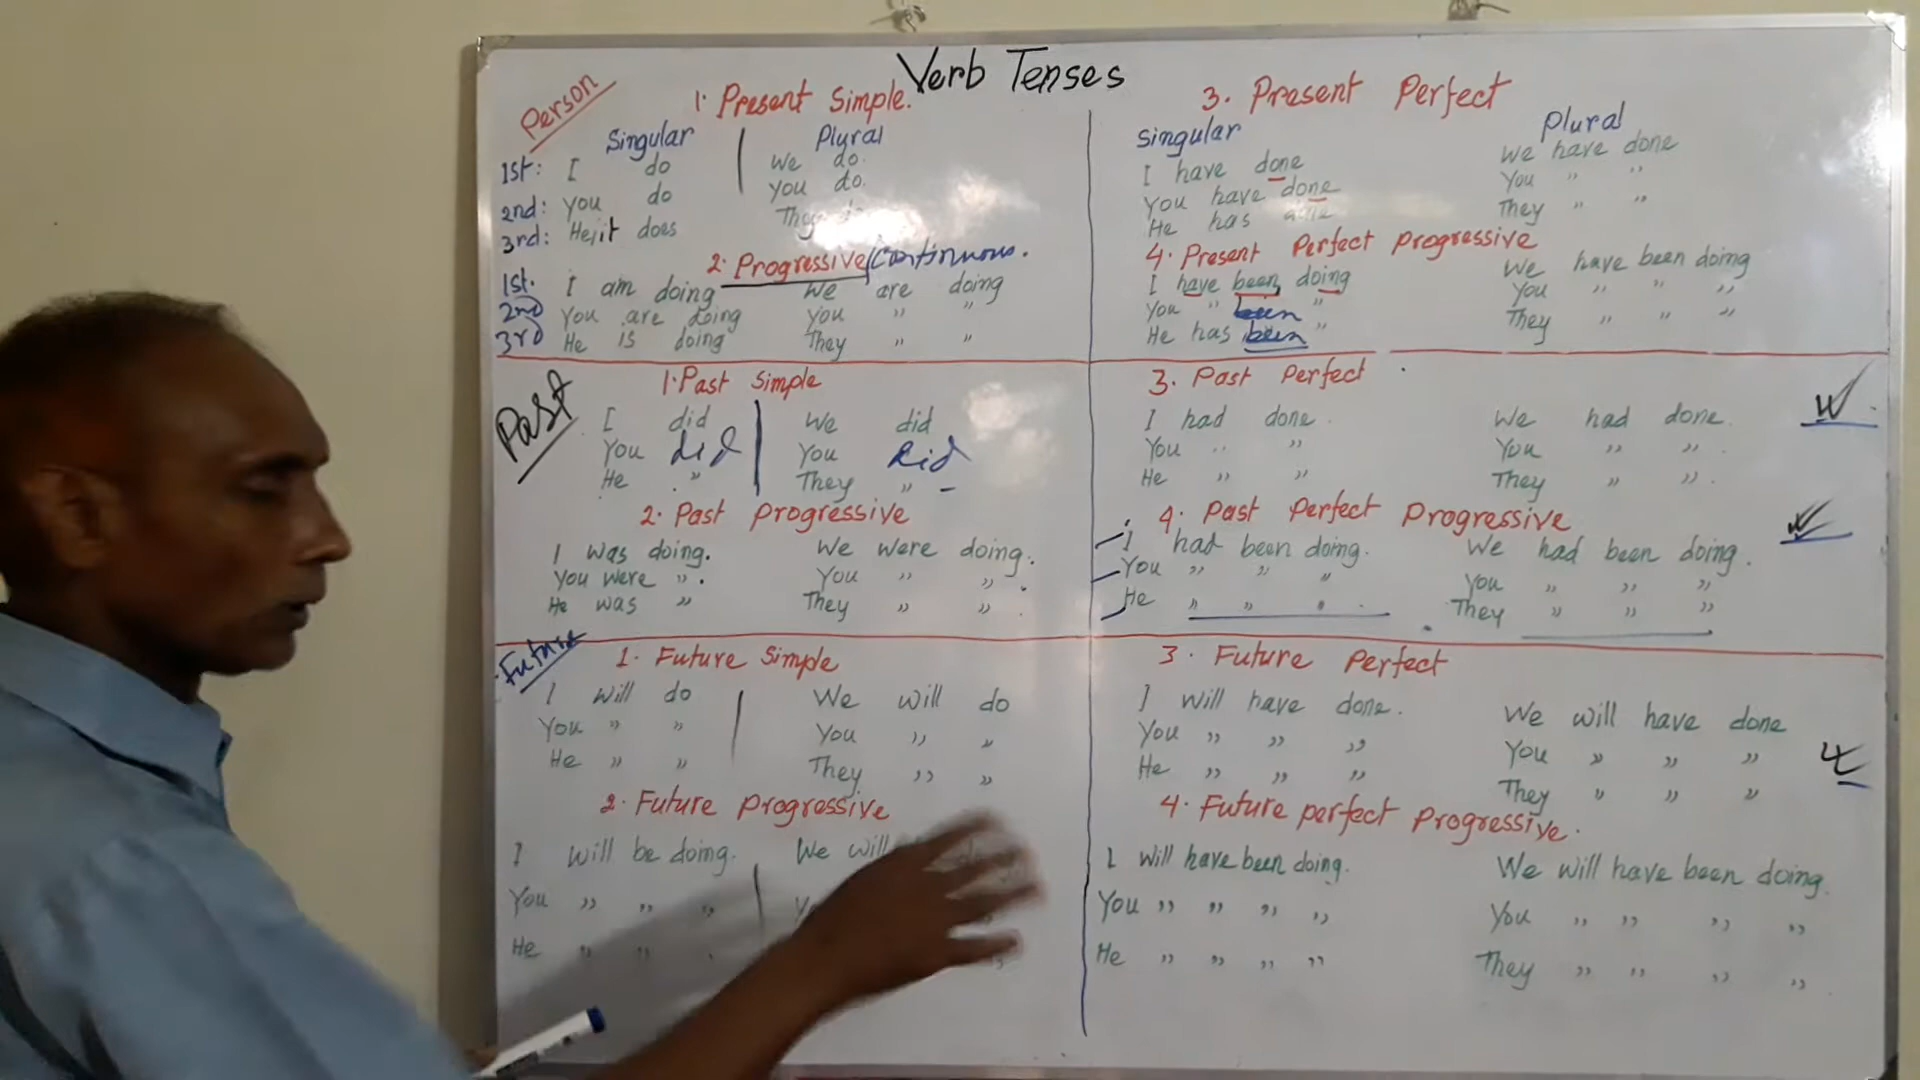 Verb Tenses
Person
1. Present Simple.
Singular Plural
1st: I do We do.
2nd: You do You do.
3rd: He/it does They
2. Progressive/Continuous.
1st. I am doing We are doing
2nd You are doing You " "
3rd He is doing They " "
3. Present Perfect
Singular Plural
I have done We have done
You have done You " "
He has done They " "
4. Present Perfect Progressive
I have been doing We have been doing
You " been " You " " "
He has been " They " " "
Past
1. Past Simple
I did We did
You did You did
He " They "
2. Past Progressive
I was doing. We were doing.
You were ". You " ".
He was " They " "
3. Past Perfect
I had done. We had done.
You " " You " ".
He " " They " ".
4. Past Perfect Progressive
I had been doing. We had been doing.
You " " " You " " "
He " " " They " " "
Future
1. Future Simple
I will do We will do
You " " You " "
He " " They " "
2. Future Progressive
I will be doing. We will
You " " "
He " "
3. Future Perfect
I will have done. We will have done
You " " " You " " "
He " " " They " " "
4. Future perfect Progressive.
I will have been doing. We will have been doing.
You " " " " You " " " "
He " " " " They " " " "